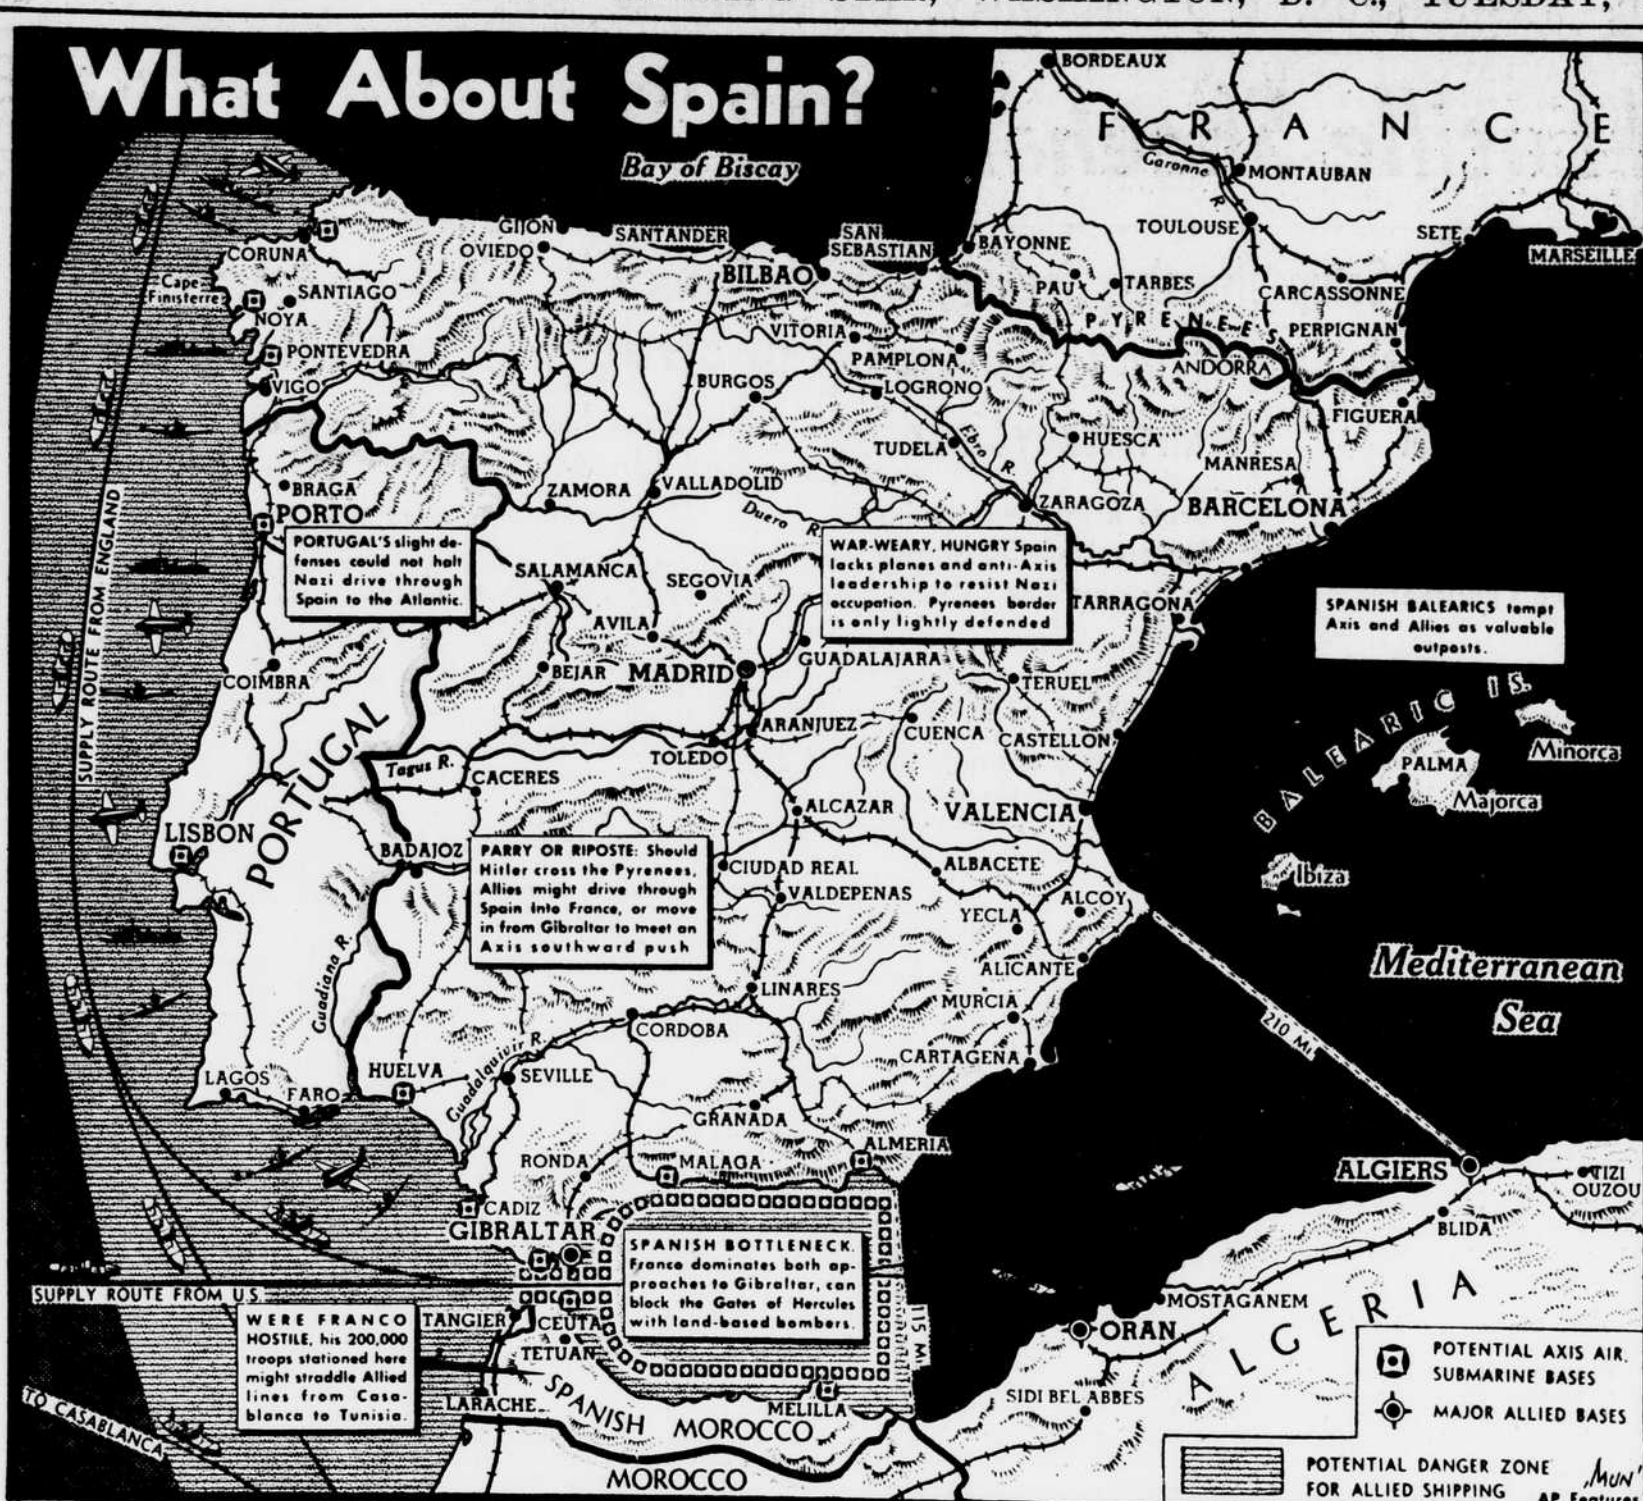 WASHINGTON, D. C., TUESDAY,
What About Spain?
Bay of Biscay
BORDEAUX
FRANCE
Garonne R.
MONTAUBAN
TOULOUSE
SETE
MARSEILLE
BAYONNE
PAU
TARBES
CARCASSONNE
PYRENEES
PERPIGNAN
ANDORRA
FIGUERA
GIJON
OVIEDO
SANTANDER
SAN
SEBASTIAN
BILBAO
CORUNA
Cape
Finisterre
SANTIAGO
NOYA
PONTEVEDRA
VIGO
VITORIA
PAMPLONA
BURGOS
LOGRONO
TUDELA
Ebro R.
HUESCA
MANRESA
ZARAGOZA
BARCELONA
BRAGA
PORTO
ZAMORA
VALLADOLID
Duero R.
SUPPLY ROUTE FROM ENGLAND
PORTUGAL'S slight de-
fenses could not halt
Nazi drive through
Spain to the Atlantic.
WAR-WEARY, HUNGRY Spain
lacks planes and anti-Axis
leadership to resist Nazi
occupation. Pyrenees border
is only lightly defended
SPANISH BALEARICS tempt
Axis and Allies as valuable
outposts.
SALAMANCA
SEGOVIA
AVILA
TARRAGONA
COIMBRA
BEJAR
MADRID
GUADALAJARA
TERUEL
ARANJUEZ
CUENCA
CASTELLON
TOLEDO
BALEARIC IS.
Minorca
PALMA
Majorca
Ibiza
PORTUGAL
Tagus R.
CACERES
LISBON
BADAJOZ
ALCAZAR
VALENCIA
PARRY OR RIPOSTE: Should
Hitler cross the Pyrenees,
Allies might drive through
Spain into France, or move
in from Gibraltar to meet an
Axis southward push
CIUDAD REAL
ALBACETE
VALDEPENAS
ALCOY
YECLA
ALICANTE
Guadiana R.
LINARES
MURCIA
CORDOBA
CARTAGENA
Mediterranean
Sea
210 MI.
LAGOS
FARO
HUELVA
Guadalquivir R.
SEVILLE
GRANADA
ALMERIA
RONDA
MALAGA
CADIZ
GIBRALTAR
ALGIERS
TIZI
OUZOU
BLIDA
SPANISH BOTTLENECK.
Franco dominates both ap-
proaches to Gibraltar, can
block the Gates of Hercules
with land-based bombers.
115 MI.
SUPPLY ROUTE FROM U.S.
WERE FRANCO
HOSTILE, his 200,000
troops stationed here
might straddle Allied
lines from Casa-
blanca to Tunisia.
TANGIER
CEUTA
TETUAN
LARACHE
MELILLA
SPANISH MOROCCO
MOROCCO
TO CASABLANCA
MOSTAGANEM
ORAN
SIDI BEL ABBES
ALGERIA
POTENTIAL AXIS AIR,
SUBMARINE BASES
MAJOR ALLIED BASES
POTENTIAL DANGER ZONE
FOR ALLIED SHIPPING
MUN
AP Features